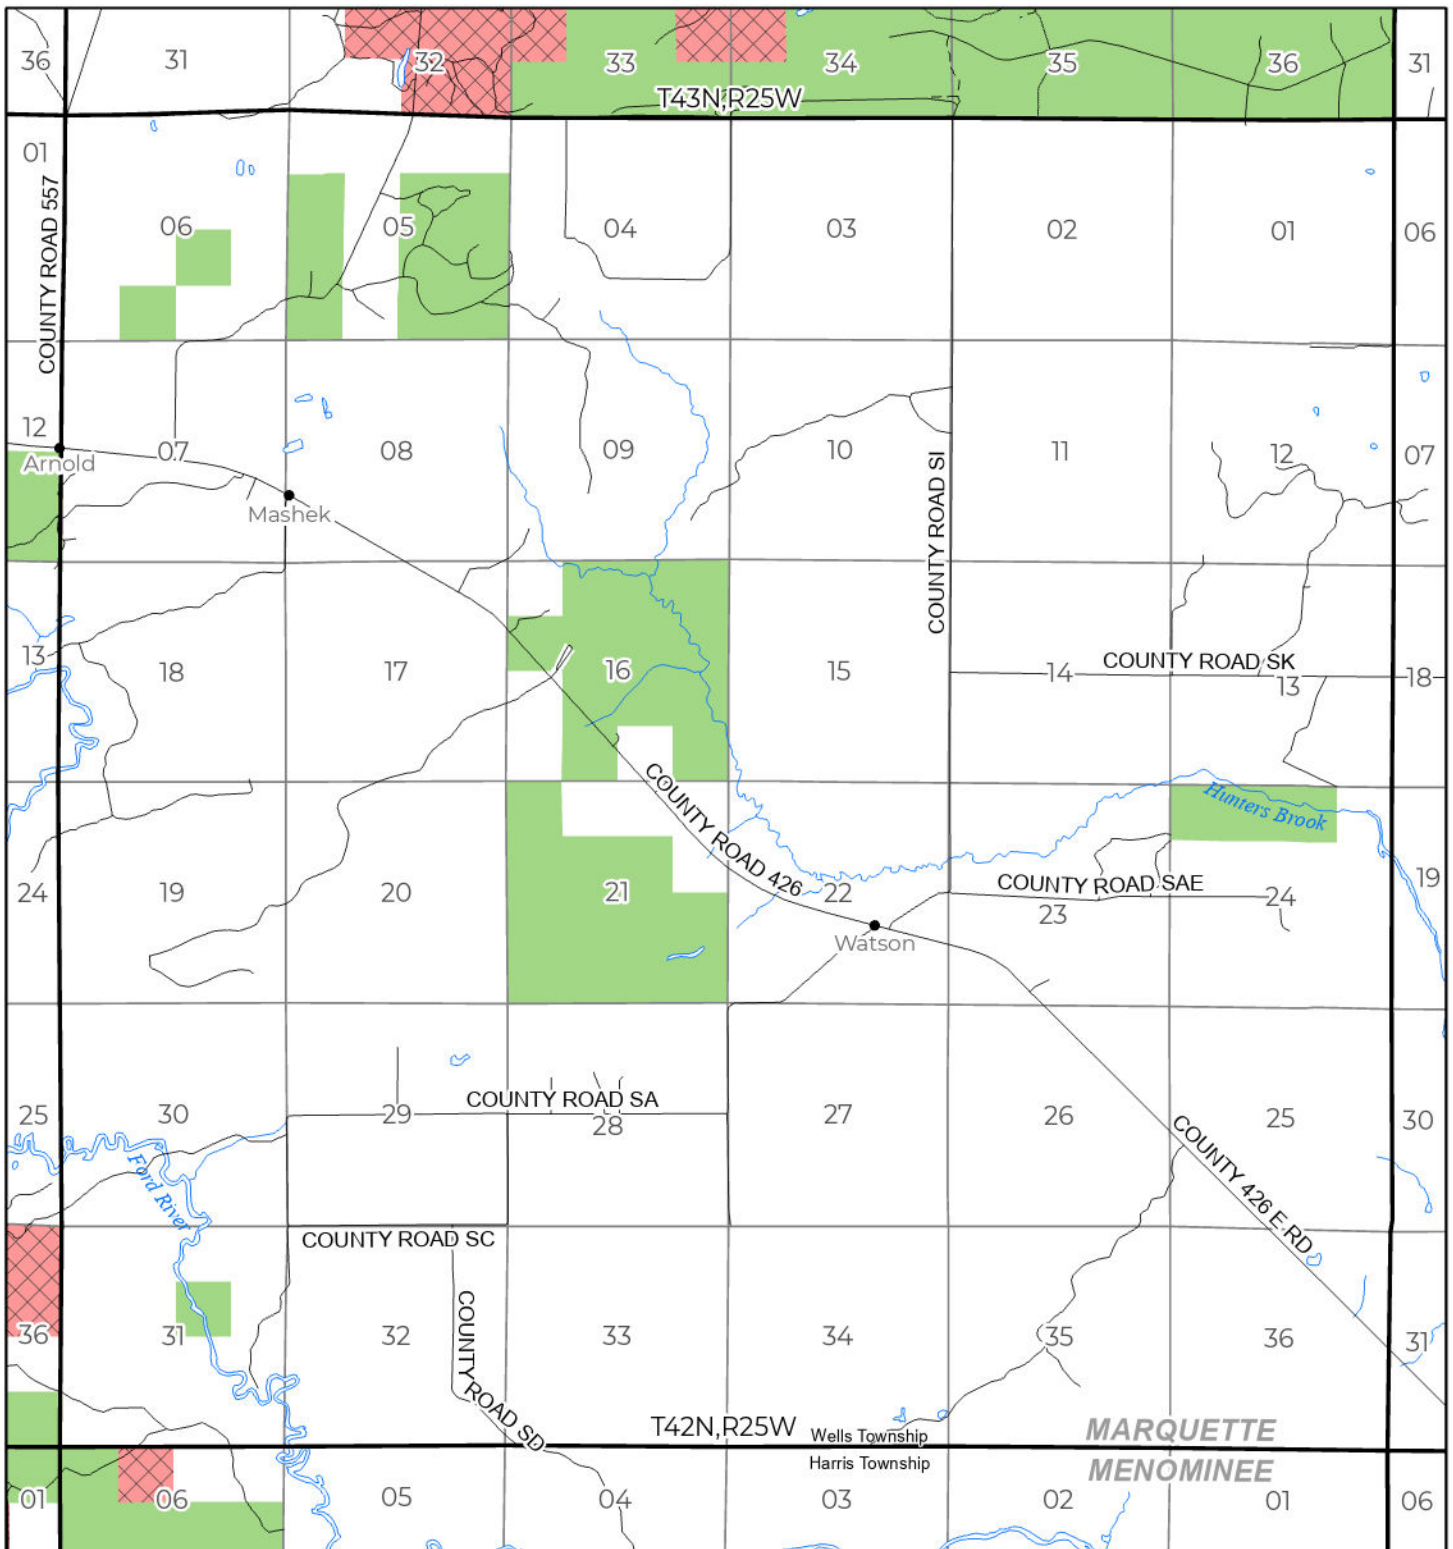 36 31 32 33 34 35 36 31
T43N,R25W
01
COUNTY ROAD 557
06 05 04 03 02 01 06
12 07 08 09 10 11 12 07
Arnold
Mashek
COUNTY ROAD SI
13 18 17 16 15 14 COUNTY ROAD SK 13 18
COUNTY ROAD 426
Hunters Brook
24 19 20 21 22 23 24 19
COUNTY ROAD SAE
Watson
25 30 29 28 27 26 25 30
COUNTY ROAD SA
Ford River
COUNTY 426 E RD
COUNTY ROAD SC
36 31 32 33 34 35 36 31
COUNTY ROAD SD
T42N,R25W
Wells Township
Harris Township
MARQUETTE
MENOMINEE
01 06 05 04 03 02 01 06